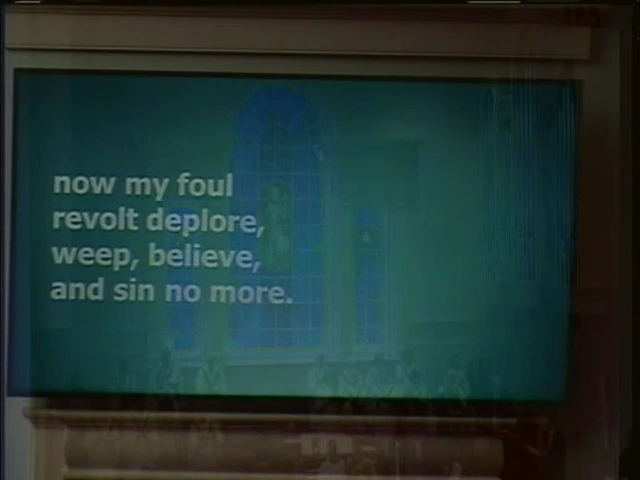 now my foul
revolt deplore,
weep, believe,
and sin no more.